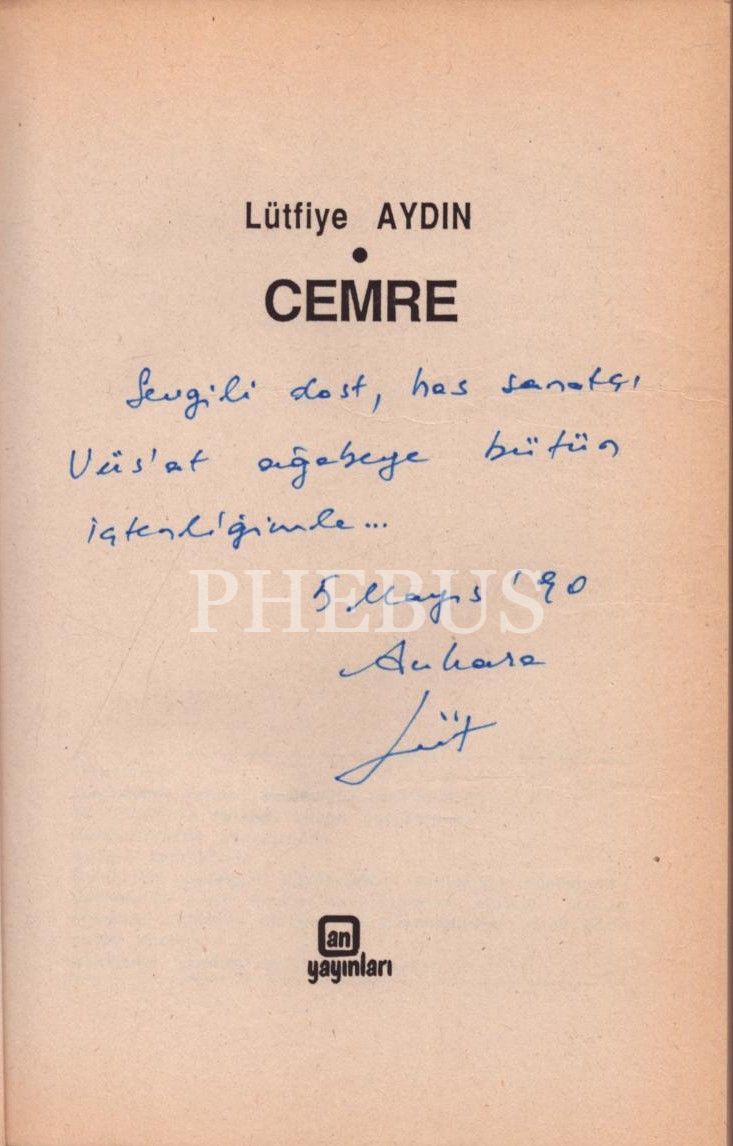 Lütfiye AYDIN
CEMRE
Sevgili dost, has sanatçı
Vüs'at ağabeye bütün
içtenliğimle...
5 Mayıs '90
PHEBUS
Ankara
Lüt
an
yayınları